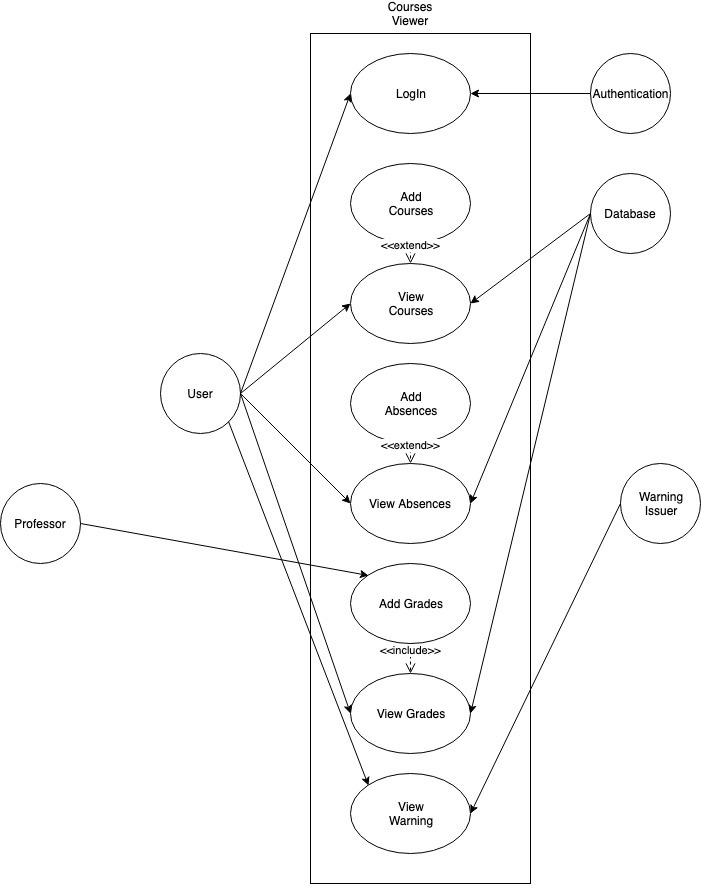 Courses
Viewer
LogIn
Authentication
Add
Courses
Database
<<extend>>
View
Courses
User
Add
Absences
<<extend>>
View Absences
Warning
Issuer
Professor
Add Grades
<<include>>
View Grades
View
Warning